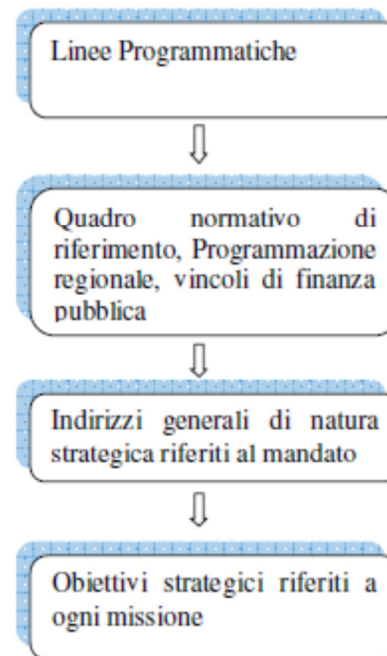 Linee Programmatiche
Quadro normativo di
riferimento, Programmazione
regionale, vincoli di finanza
pubblica
Indirizzi generali di natura
strategica riferiti al mandato
Obiettivi strategici riferiti a
ogni missione